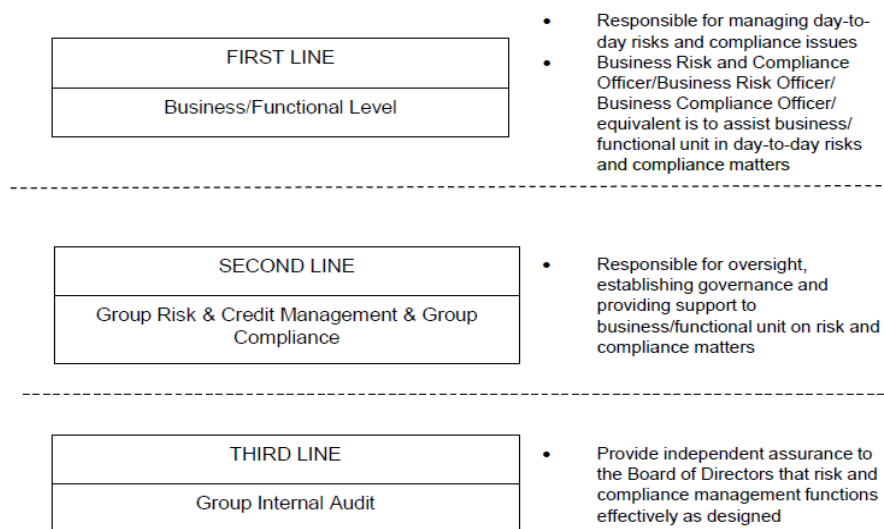 FIRST LINE
Business/Functional Level
• Responsible for managing day-to-
day risks and compliance issues
• Business Risk and Compliance
Officer/Business Risk Officer/
Business Compliance Officer/
equivalent is to assist business/
functional unit in day-to-day risks
and compliance matters
SECOND LINE
Group Risk & Credit Management & Group
Compliance
• Responsible for oversight,
establishing governance and
providing support to
business/functional unit on risk and
compliance matters
THIRD LINE
Group Internal Audit
• Provide independent assurance to
the Board of Directors that risk and
compliance management functions
effectively as designed